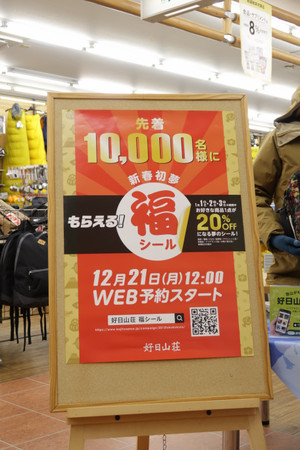 先着
10,000名様に
新春初夢
もらえる!
福
シール
1月1日・2日・3日
お好きな商品1点が
20%OFF
になる夢のシール!
12月21日(月)12:00
WEB予約スタート
好日山荘 福シール
好日山荘
8%